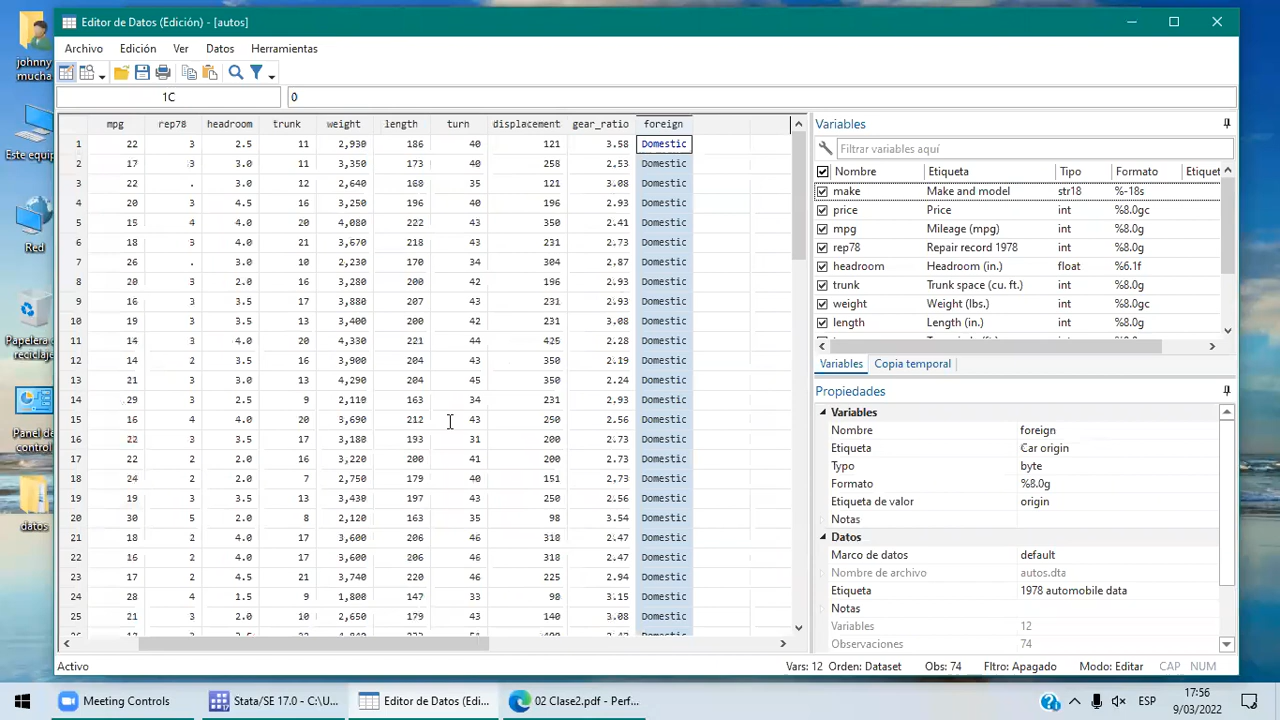 Editor de Datos (Edición) - [autos]
johnny mucha
Archivo Edición Ver Datos Herramientas
1C 0
mpg rep78 headroom trunk weight length turn displacement gear_ratio foreign
1 22 3 2.5 11 2,930 186 40 121 3.58 Domestic
2 17 3 3.0 11 3,350 173 40 258 2.53 Domestic
3 22 . 3.0 12 2,640 168 35 121 3.08 Domestic
4 20 3 4.5 16 3,250 196 40 196 2.93 Domestic
5 15 4 4.0 20 4,080 222 43 350 2.41 Domestic
6 18 3 4.0 21 3,670 218 43 231 2.73 Domestic
7 26 . 3.0 10 2,230 170 34 304 2.87 Domestic
8 20 3 2.0 16 3,280 200 42 196 2.93 Domestic
9 16 3 3.5 17 3,880 207 43 231 2.93 Domestic
10 19 3 3.5 13 3,400 200 42 231 3.08 Domestic
11 14 3 4.0 20 4,330 221 44 425 2.28 Domestic
12 14 2 3.5 16 3,900 204 43 350 2.19 Domestic
13 21 3 3.0 13 4,290 204 45 350 2.24 Domestic
14 29 3 2.5 9 2,110 163 34 231 2.93 Domestic
15 16 4 4.0 20 3,690 212 43 250 2.56 Domestic
16 22 3 3.5 17 3,180 193 31 200 2.73 Domestic
17 22 2 2.0 16 3,220 200 41 200 2.73 Domestic
18 24 2 2.0 7 2,750 179 40 151 2.73 Domestic
19 19 3 3.5 13 3,430 197 43 250 2.56 Domestic
20 30 5 2.0 8 2,120 163 35 98 3.54 Domestic
21 18 2 4.0 17 3,600 206 46 318 2.47 Domestic
22 16 2 4.0 17 3,600 206 46 318 2.47 Domestic
23 17 2 4.5 21 3,740 220 46 225 2.94 Domestic
24 28 4 1.5 9 1,800 147 33 98 3.15 Domestic
25 21 3 2.0 10 2,650 179 43 140 3.08 Domestic
Variables
Filtrar variables aquí
Nombre Etiqueta Tipo Formato Etiquet
make Make and model str18 %-18s
price Price int %8.0gc
mpg Mileage (mpg) int %8.0g
rep78 Repair record 1978 int %8.0g
headroom Headroom (in.) float %6.1f
trunk Trunk space (cu. ft.) int %8.0g
weight Weight (lbs.) int %8.0gc
length Length (in.) int %8.0g
Variables Copia temporal
Propiedades
Variables
Nombre foreign
Etiqueta Car origin
Typo byte
Formato %8.0g
Etiqueta de valor origin
Notas
Datos
Marco de datos default
Nombre de archivo autos.dta
Etiqueta 1978 automobile data
Notas
Variables 12
Observaciones 74
Activo Vars: 12 Orden: Dataset Obs: 74 Fltro: Apagado Modo: Editar CAP NUM
Este equip
Red
Papelera d
reciclaje
Panel de
control
datos
Meeting Controls
Stata/SE 17.0 - C:\U...
Editor de Datos (Edi...
02 Clase2.pdf - Perf...
ESP
17:56
9/03/2022